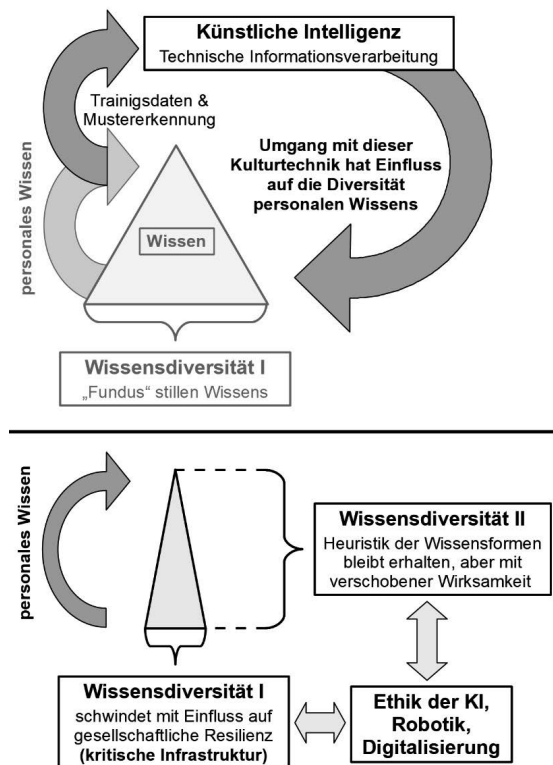 Künstliche Intelligenz
Technische Informationsverarbeitung
Trainigsdaten &
Mustererkennung
personales Wissen
Umgang mit dieser
Kulturtechnik hat Einfluss
auf die Diversität
personalen Wissens
Wissen
Wissensdiversität I
„Fundus“ stillen Wissens
personales Wissen
Wissensdiversität II
Heuristik der Wissensformen
bleibt erhalten, aber mit
verschobener Wirksamkeit
Wissensdiversität I
schwindet mit Einfluss auf
gesellschaftliche Resilienz
(kritische Infrastruktur)
Ethik der KI,
Robotik,
Digitalisierung